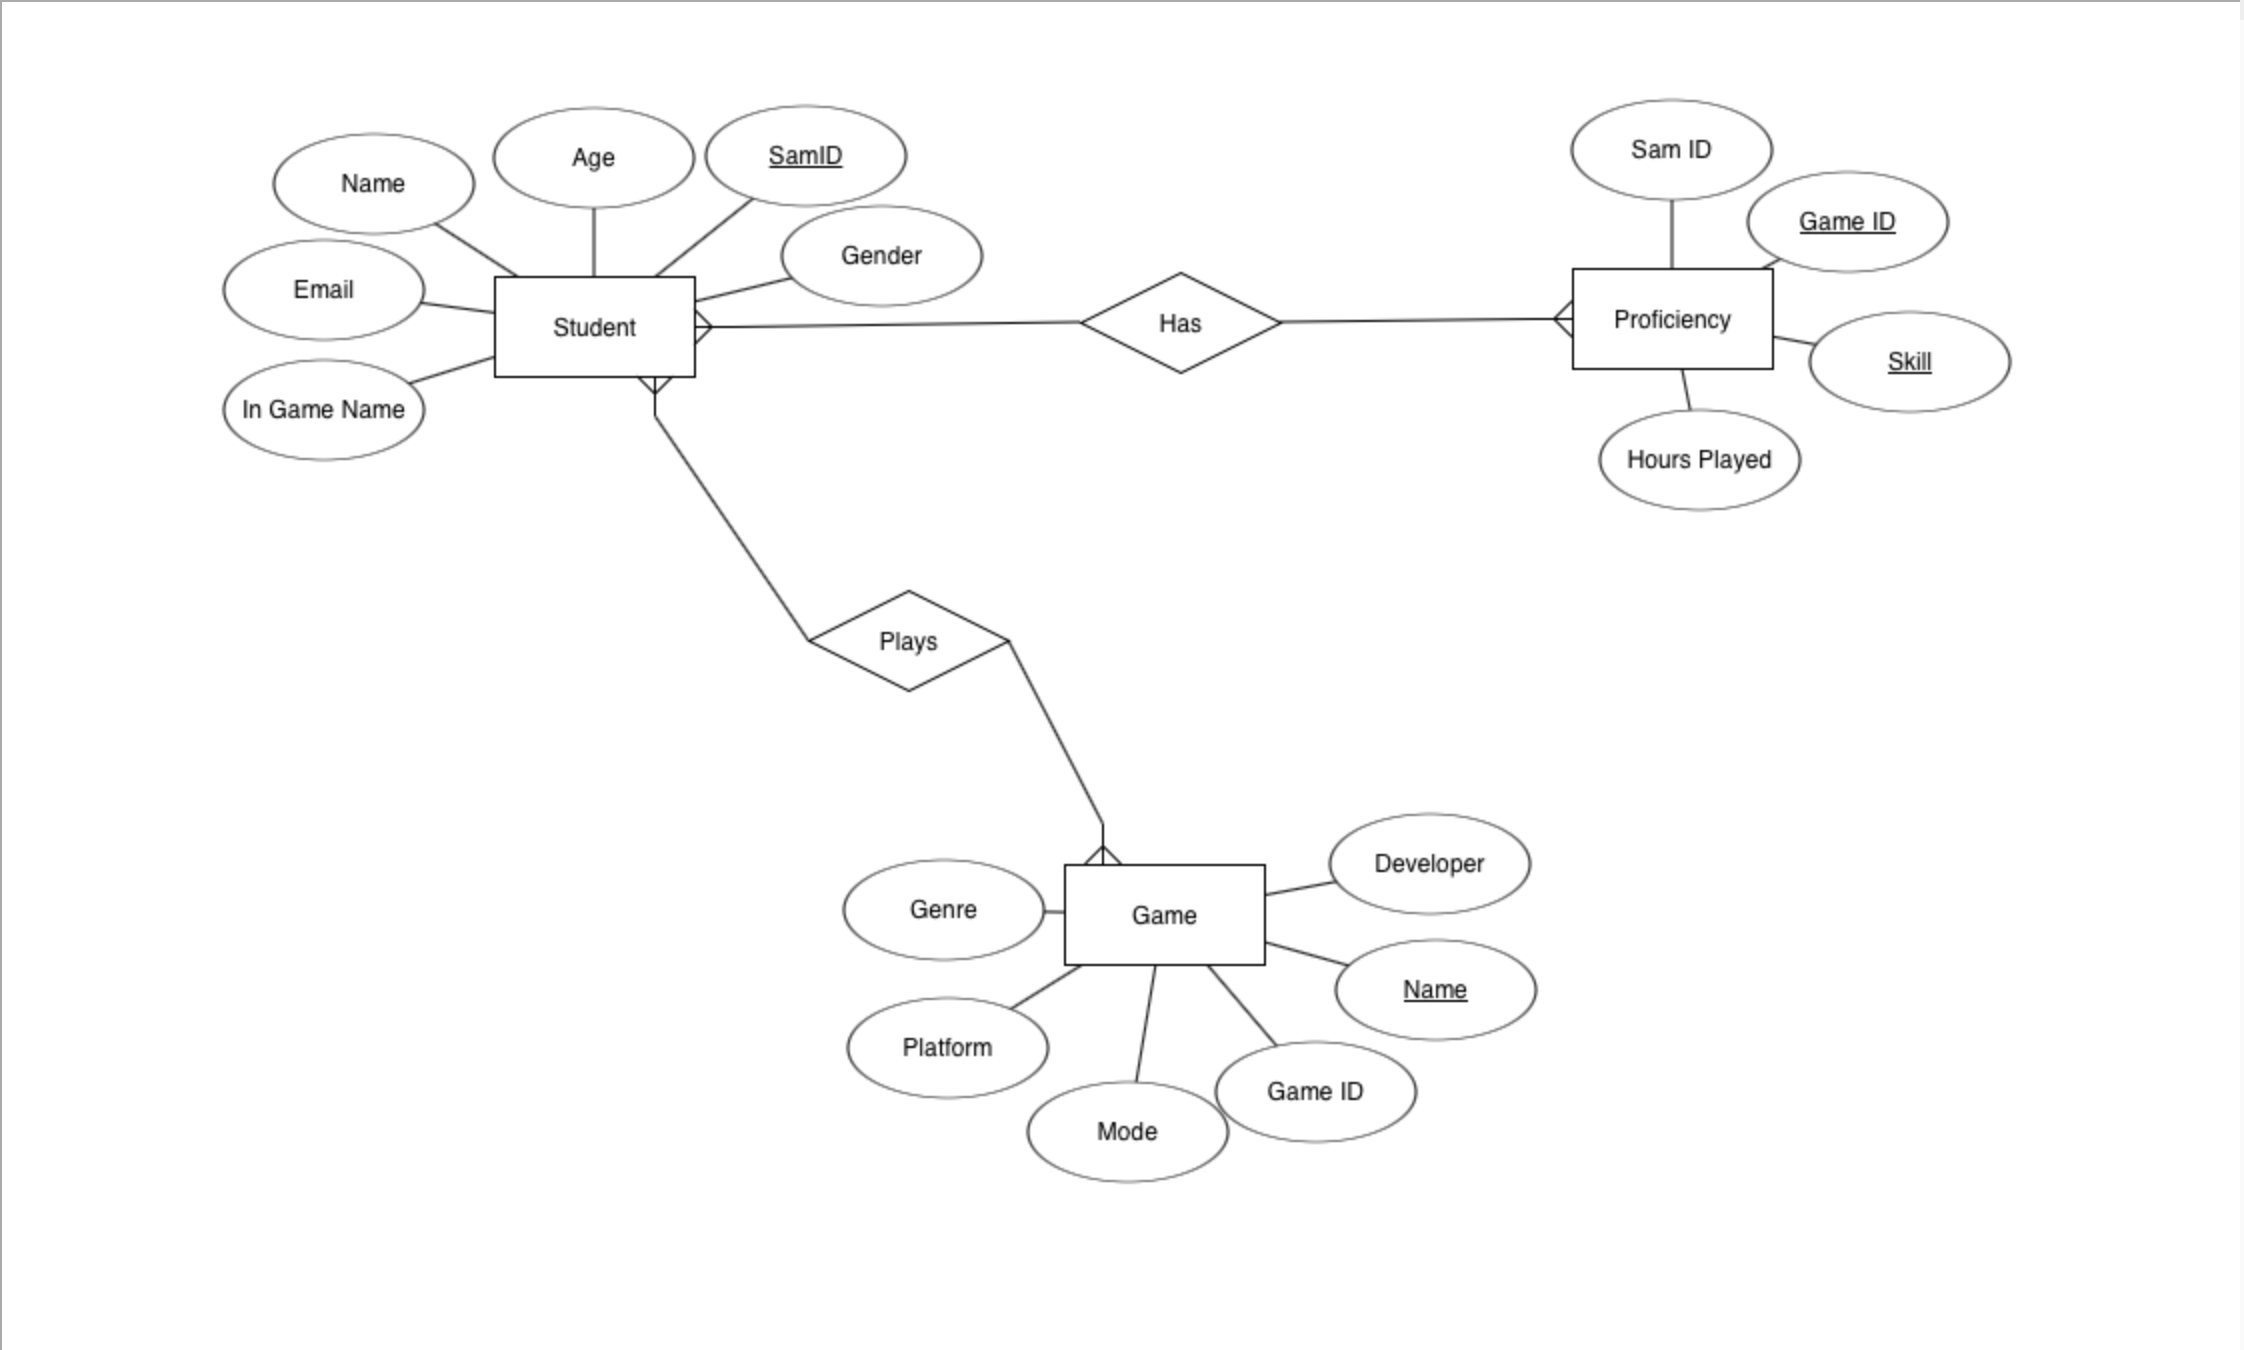 Name
Age
SamID
Gender
Email
In Game Name
Student
Has
Sam ID
Game ID
Proficiency
Skill
Hours Played
Plays
Genre
Game
Developer
Name
Platform
Mode
Game ID